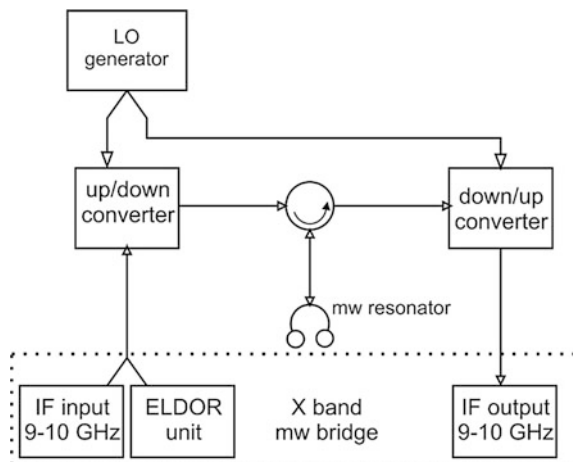 LO
generator
up/down
converter
down/up
converter
mw resonator
IF input
9-10 GHz
ELDOR
unit
X band
mw bridge
IF output
9-10 GHz